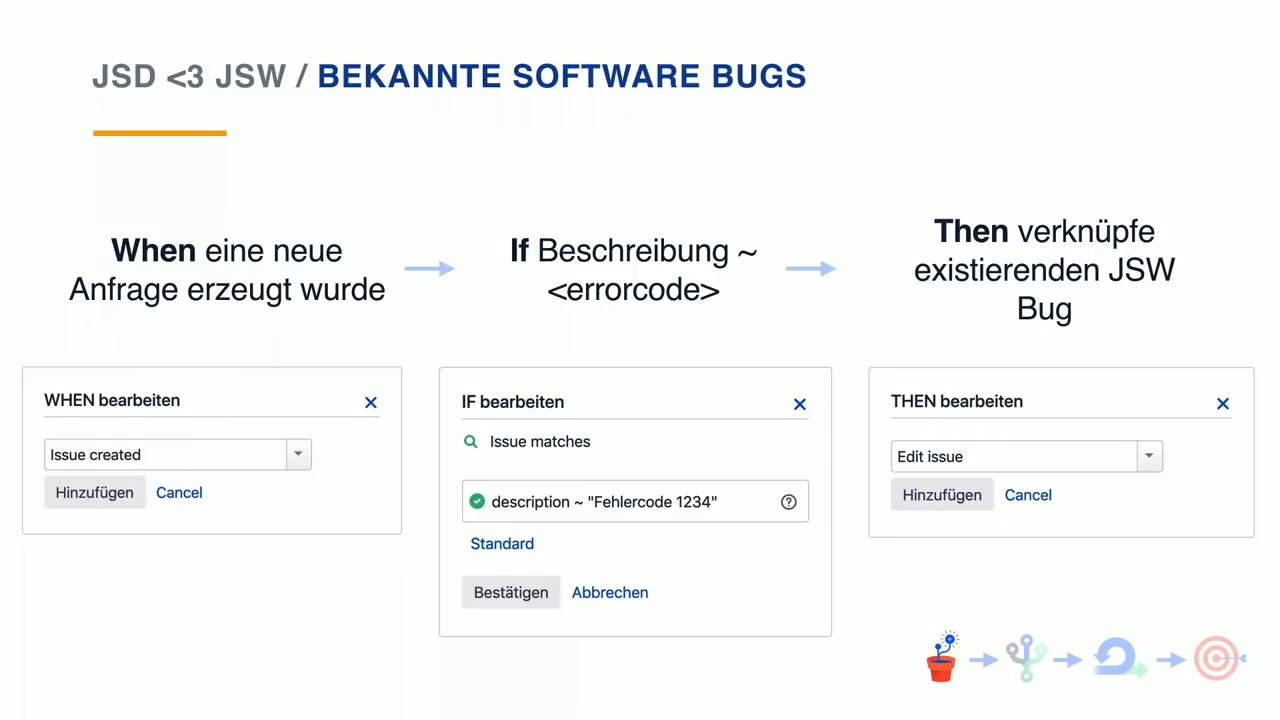 JSD <3 JSW / BEKANNTE SOFTWARE BUGS
When eine neue
Anfrage erzeugt wurde
If Beschreibung ~
<errorcode>
Then verknüpfe
existierenden JSW
Bug
WHEN bearbeiten
Issue created
Hinzufügen Cancel
IF bearbeiten
Issue matches
description ~ "Fehlercode 1234"
Standard
Bestätigen Abbrechen
THEN bearbeiten
Edit issue
Hinzufügen Cancel